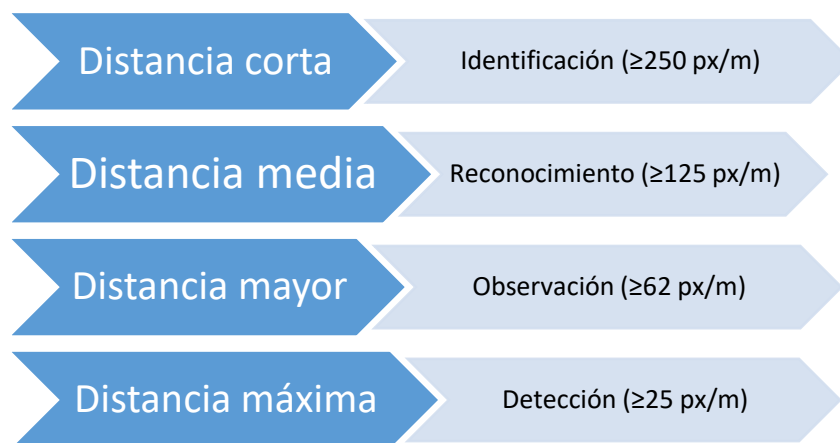 Distancia corta
Identificación (≥250 px/m)
Distancia media
Reconocimiento (≥125 px/m)
Distancia mayor
Observación (≥62 px/m)
Distancia máxima
Detección (≥25 px/m)